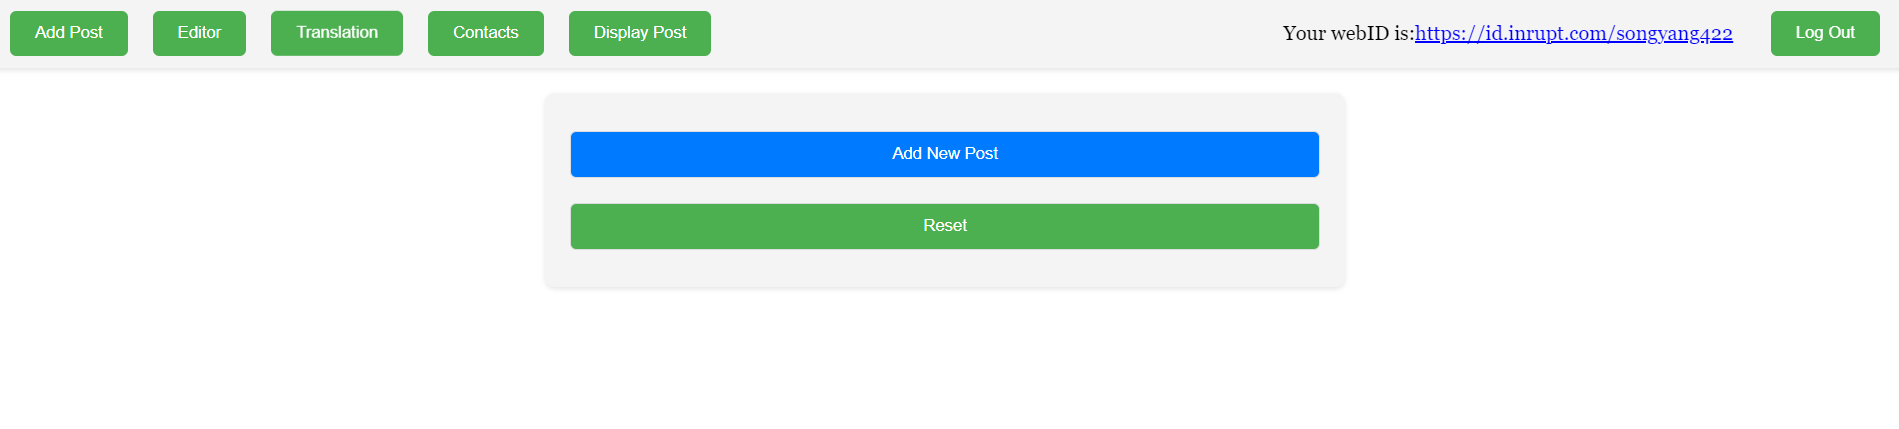 Add Post Editor Translation Contacts Display Post Your webID is:https://id.inrupt.com/songyang422 Log Out
Add New Post
Reset